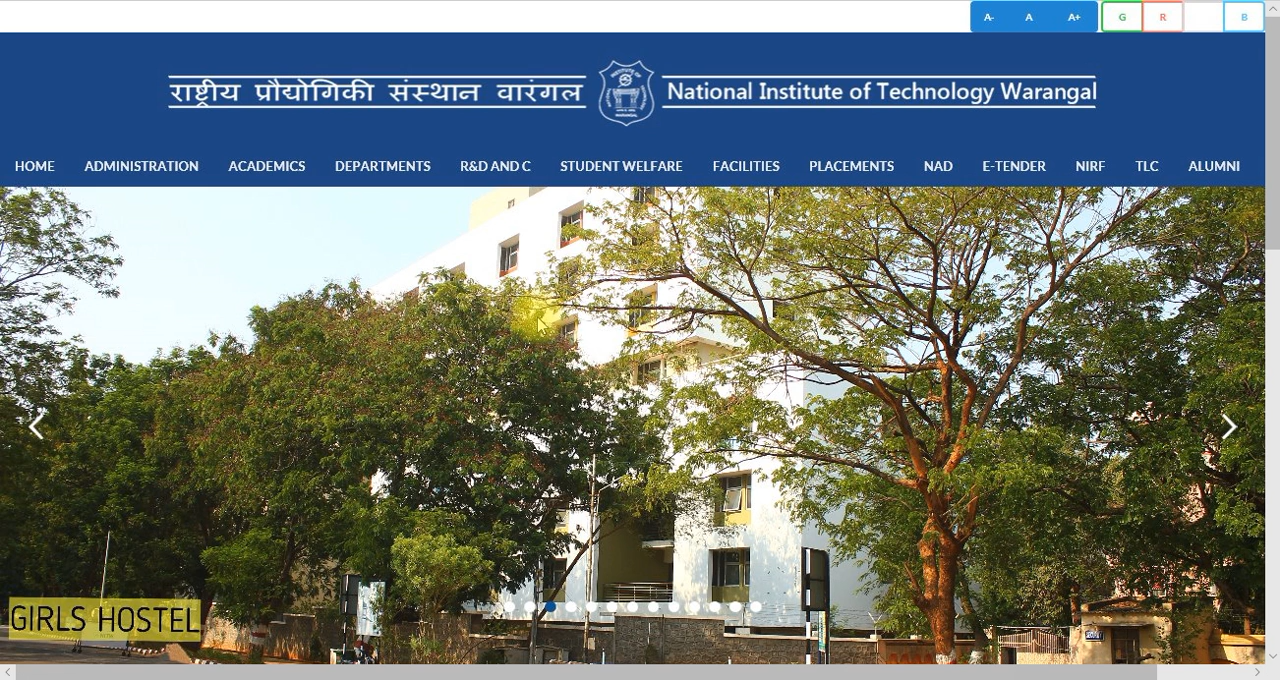 A- A A+ G R B
राष्ट्रीय प्रौद्योगिकी संस्थान वारंगल National Institute of Technology Warangal
HOME ADMINISTRATION ACADEMICS DEPARTMENTS R&D AND C STUDENT WELFARE FACILITIES PLACEMENTS NAD E-TENDER NIRF TLC ALUMNI
GIRLS HOSTEL